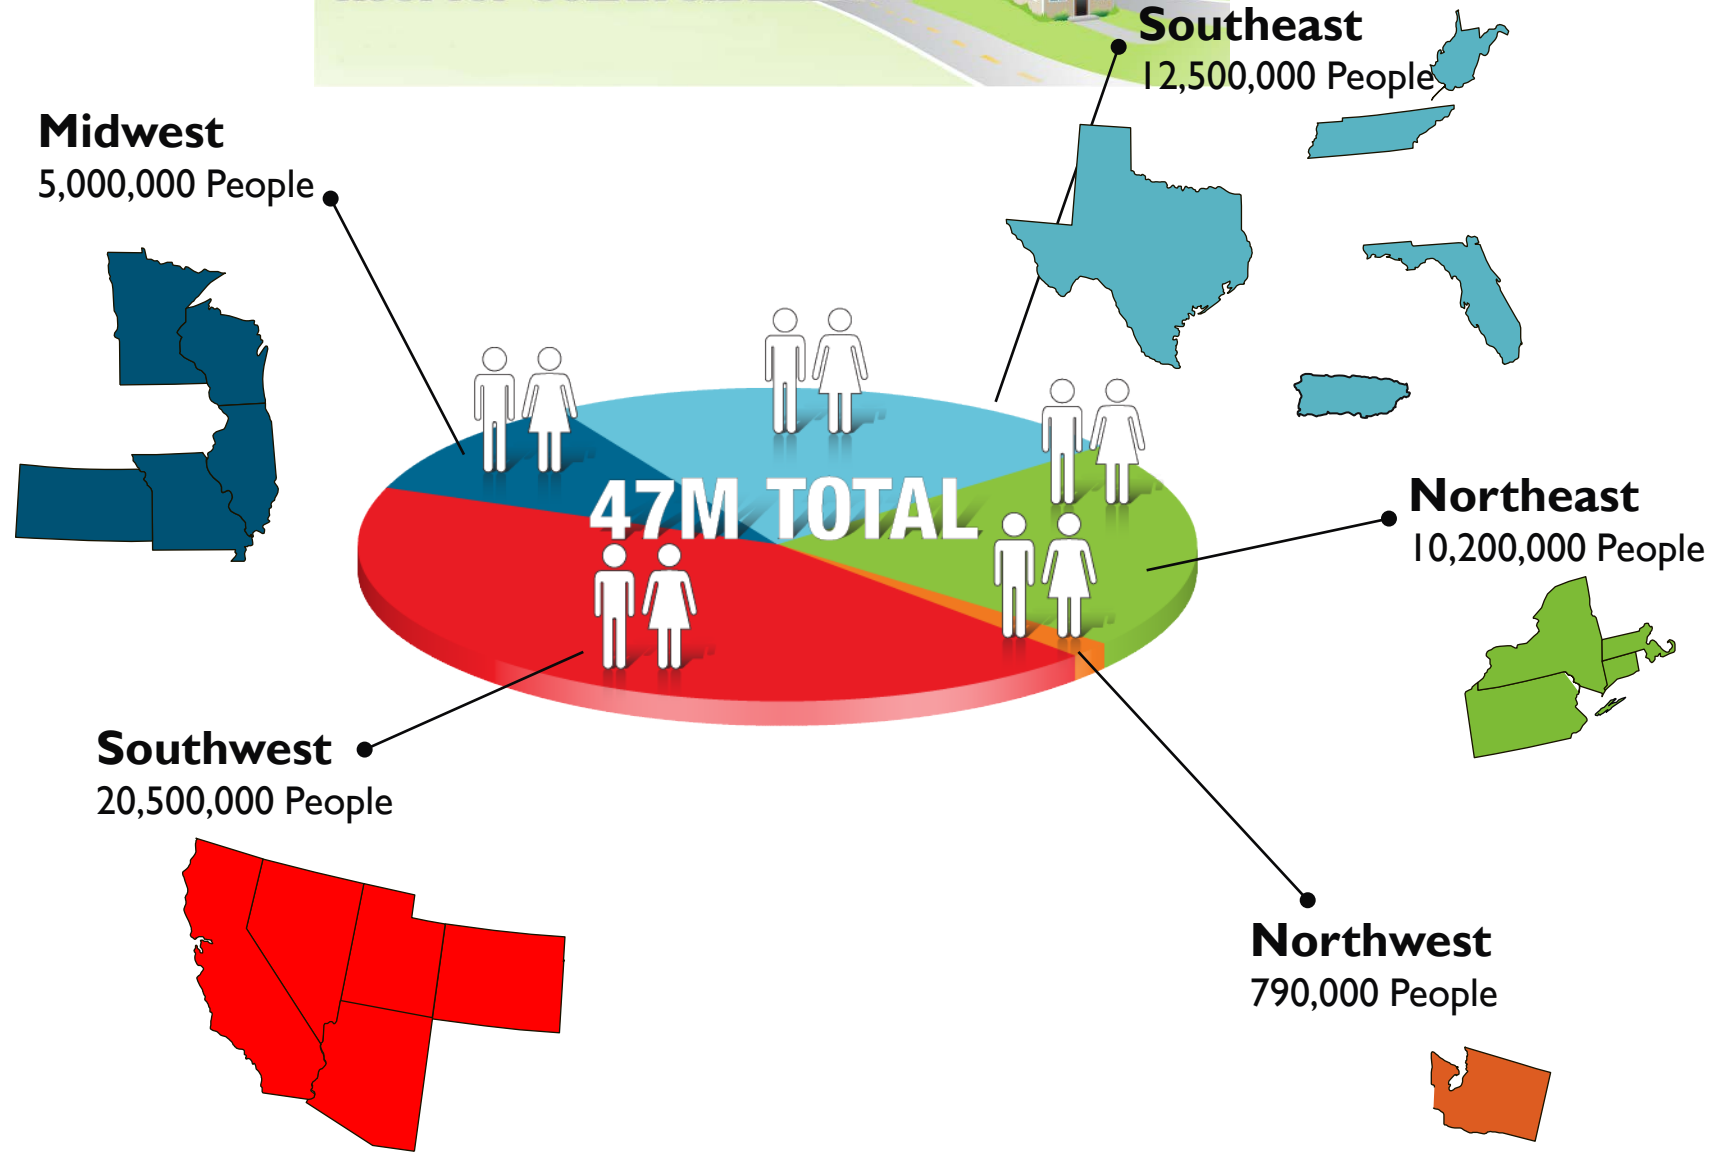 Southeast
12,500,000 People
Midwest
5,000,000 People
47M TOTAL
Northeast
10,200,000 People
Southwest
20,500,000 People
Northwest
790,000 People